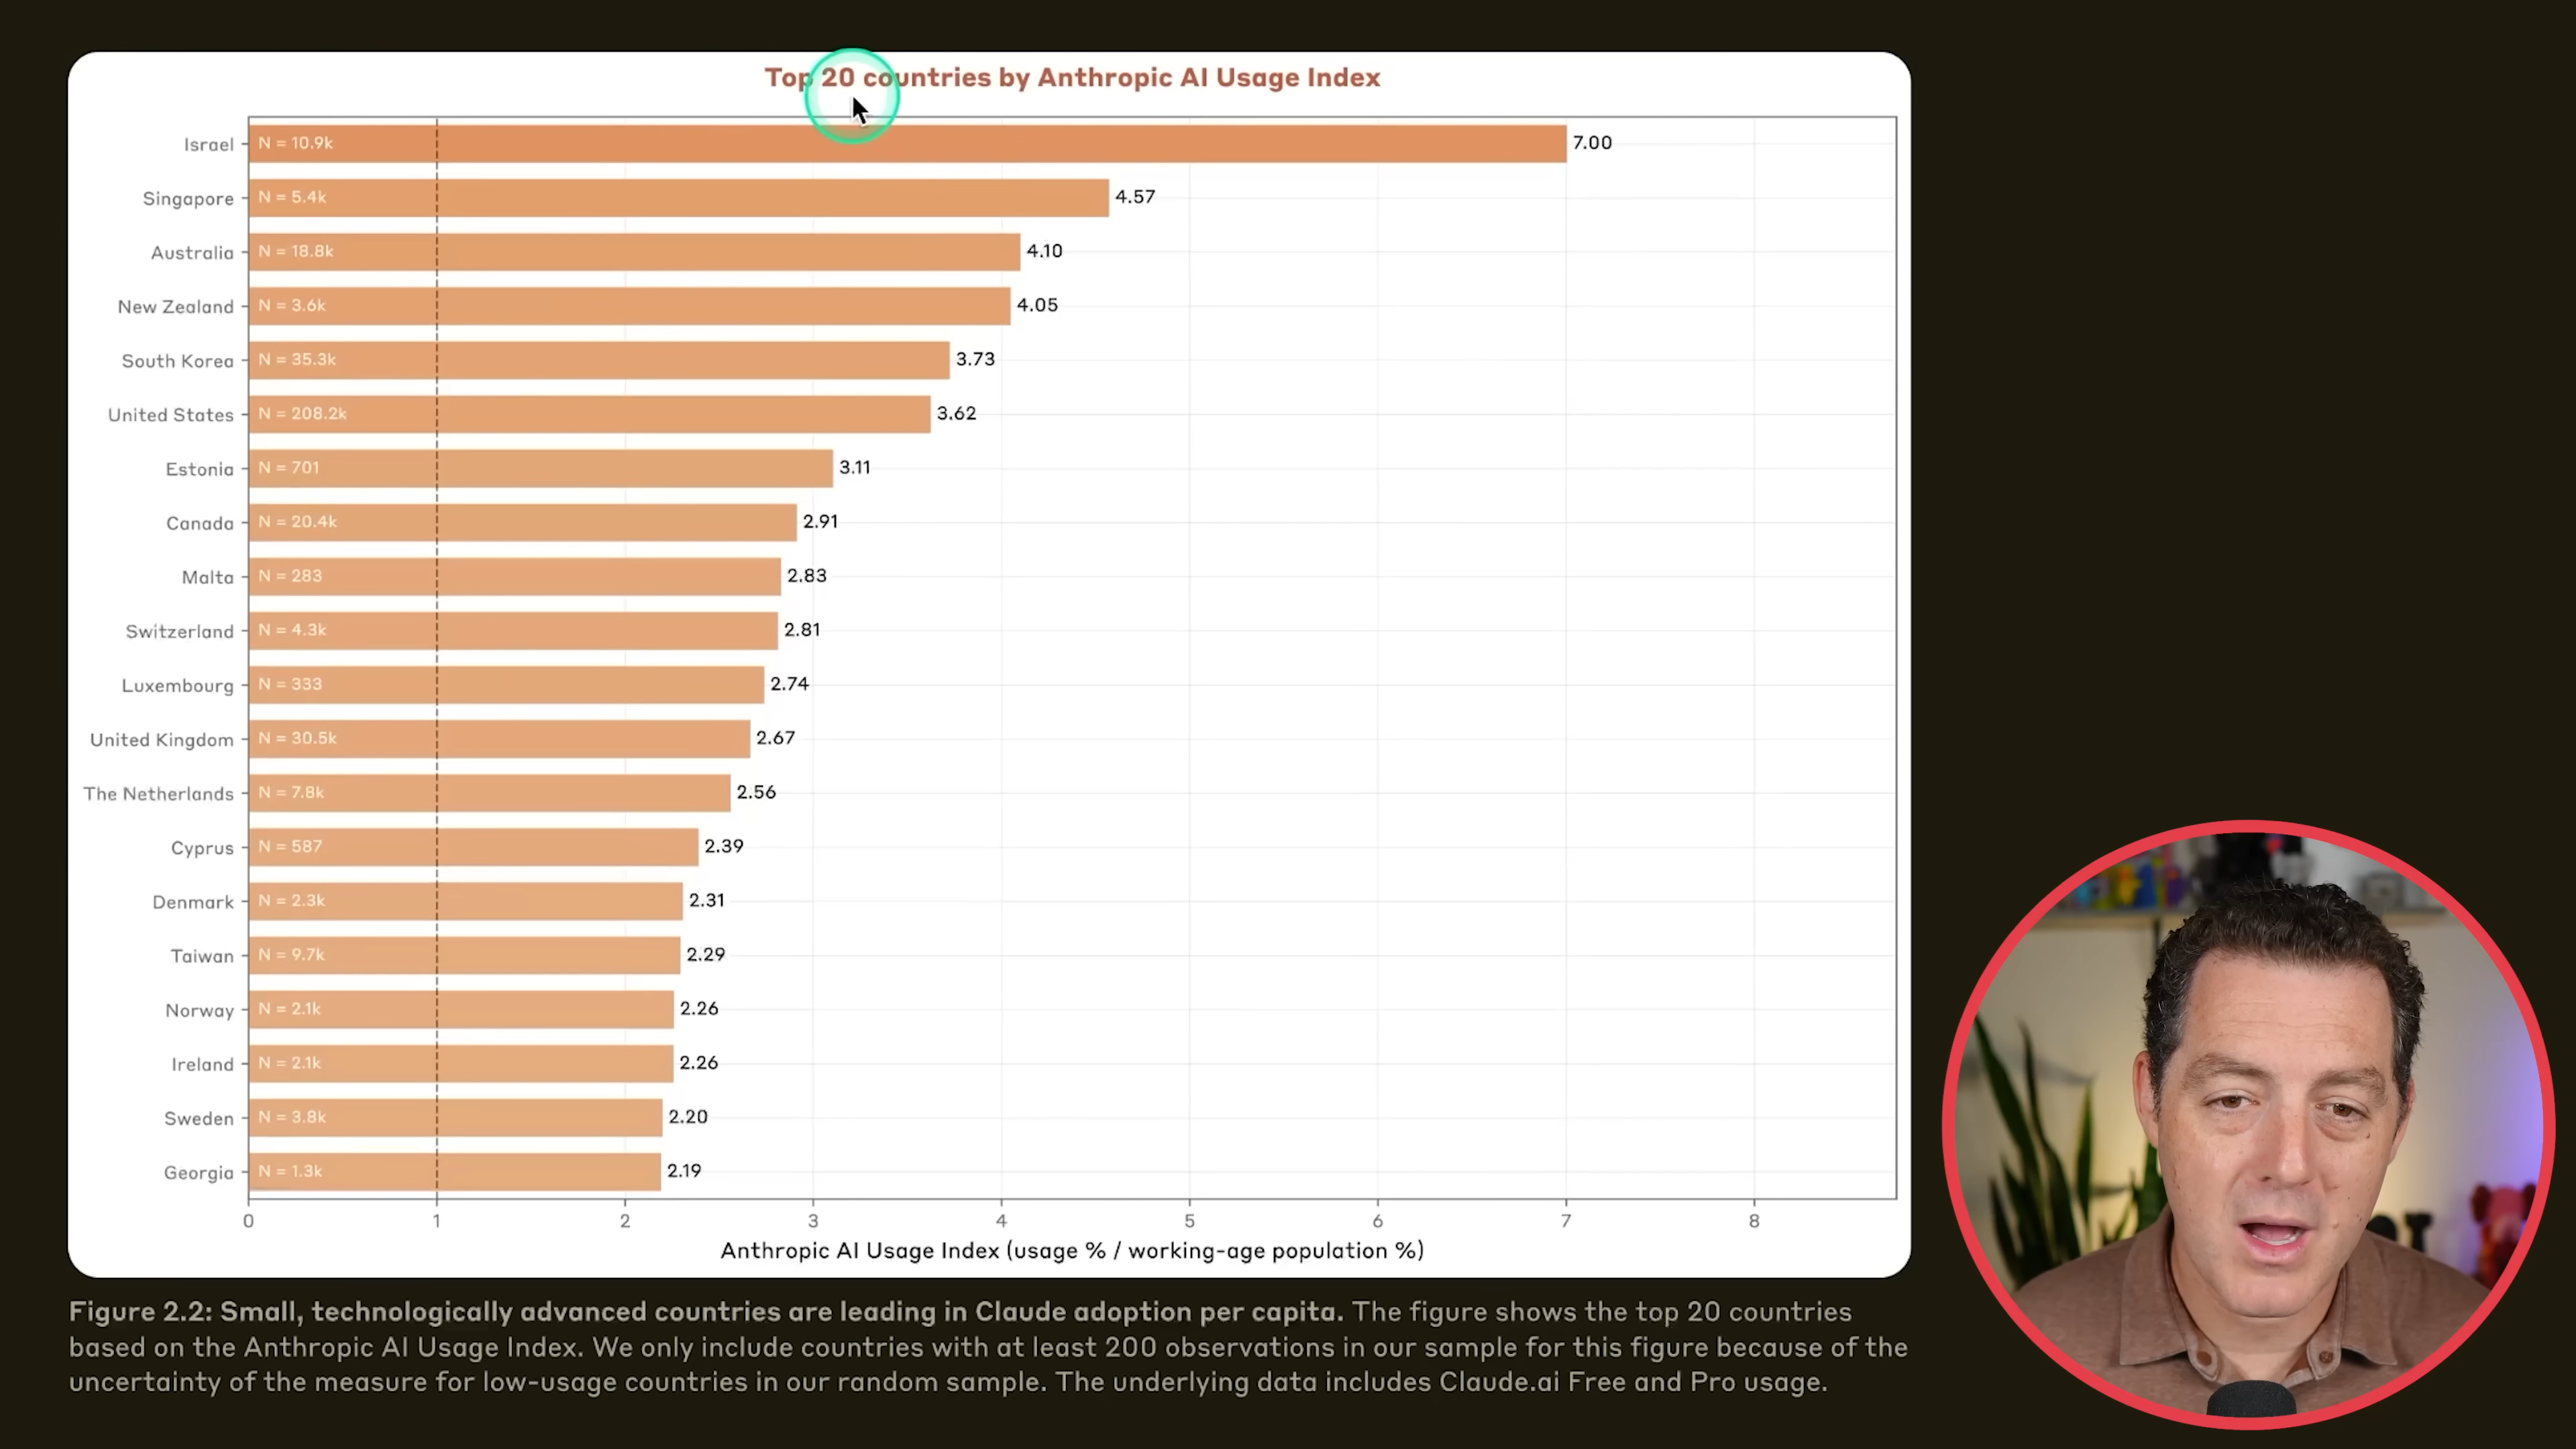 Top 20 countries by Anthropic AI Usage Index
Israel N = 10.9k 7.00
Singapore N = 5.4k 4.57
Australia N = 18.8k 4.10
New Zealand N = 3.6k 4.05
South Korea N = 35.3k 3.73
United States N = 208.2k 3.62
Estonia N = 701 3.11
Canada N = 20.4k 2.91
Malta N = 283 2.83
Switzerland N = 4.3k 2.81
Luxembourg N = 333 2.74
United Kingdom N = 30.5k 2.67
The Netherlands N = 7.8k 2.56
Cyprus N = 587 2.39
Denmark N = 2.3k 2.31
Taiwan N = 9.7k 2.29
Norway N = 2.1k 2.26
Ireland N = 2.1k 2.26
Sweden N = 3.8k 2.20
Georgia N = 1.3k 2.19
0 1 2 3 4 5 6 7 8
Anthropic AI Usage Index (usage % / working-age population %)
Figure 2.2: Small, technologically advanced countries are leading in Claude adoption per capita. The figure shows the top 20 countries
based on the Anthropic AI Usage Index. We only include countries with at least 200 observations in our sample for this figure because of the
uncertainty of the measure for low-usage countries in our random sample. The underlying data includes Claude.ai Free and Pro usage.